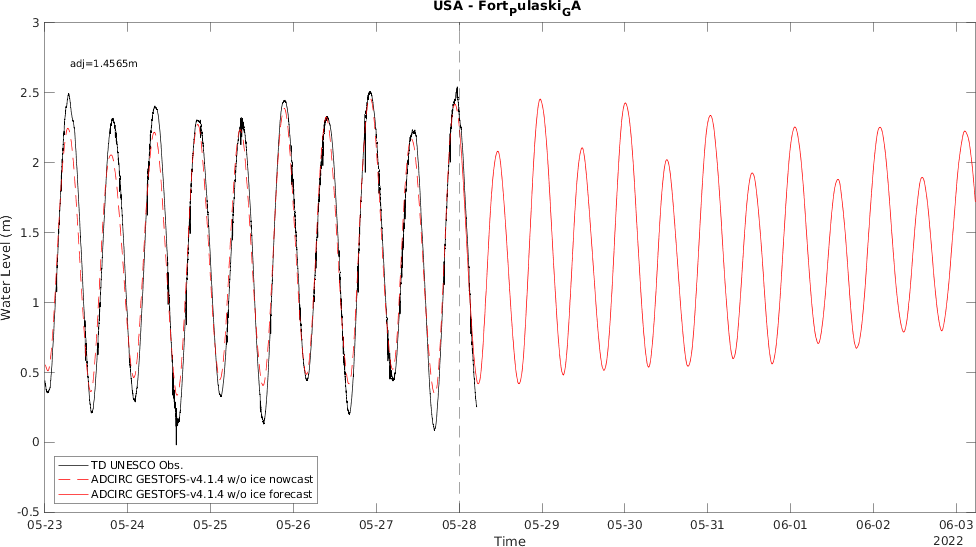 USA - Fort_Pulaski_GA
adj=1.4565m
3
2.5
2
1.5
1
0.5
0
-0.5
Water Level (m)
TD UNESCO Obs.
ADCIRC GESTOFS-v4.1.4 w/o ice nowcast
ADCIRC GESTOFS-v4.1.4 w/o ice forecast
05-23 05-24 05-25 05-26 05-27 05-28 05-29 05-30 05-31 06-01 06-02 06-03
Time 2022